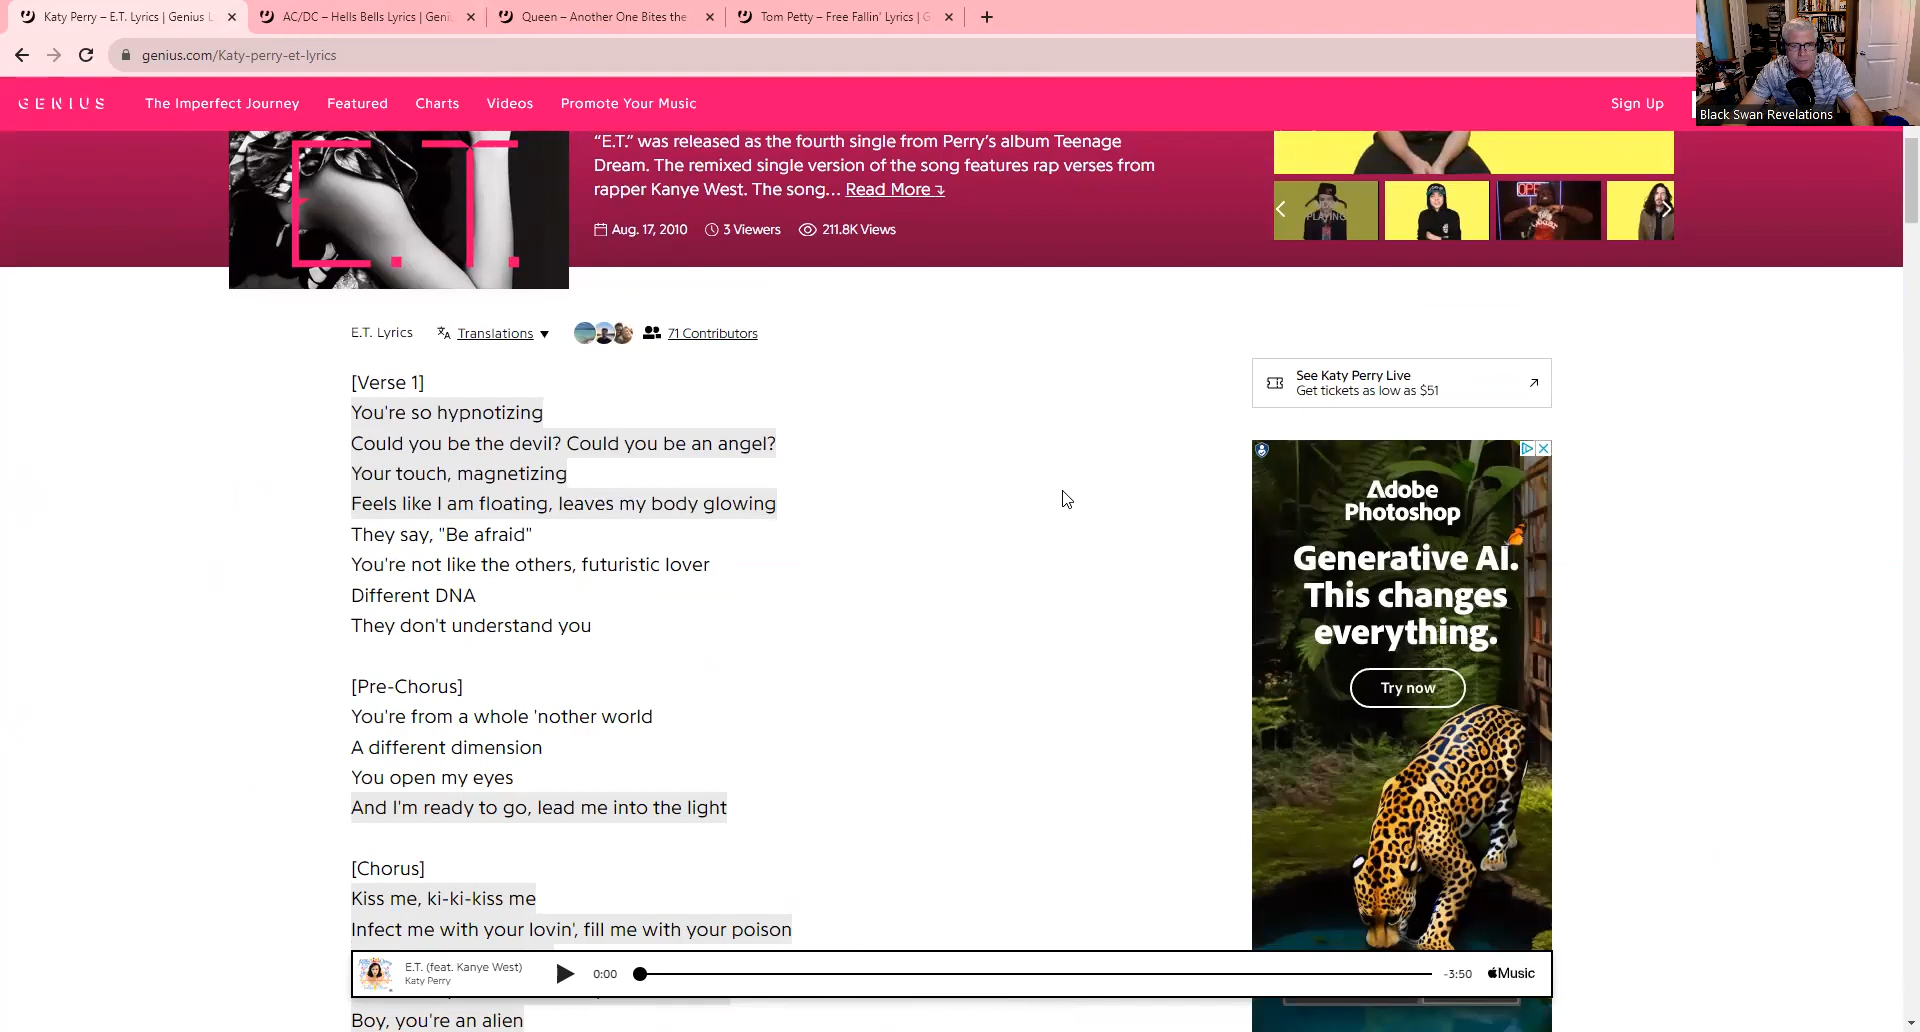 Katy Perry – E.T. Lyrics | Genius L
AC/DC – Hells Bells Lyrics | Geni
Queen – Another One Bites the
Tom Petty – Free Fallin' Lyrics | G
genius.com/Katy-perry-et-lyrics
GENIUS
The Imperfect Journey
Featured
Charts
Videos
Promote Your Music
Sign Up
Black Swan Revelations
“E.T.” was released as the fourth single from Perry’s album Teenage
Dream. The remixed single version of the song features rap verses from
rapper Kanye West. The song… Read More
Aug. 17, 2010
3 Viewers
211.8K Views
PLAYING
OPE
E.T.
E.T. Lyrics
Translations
71 Contributors
[Verse 1]
You're so hypnotizing
Could you be the devil? Could you be an angel?
Your touch, magnetizing
Feels like I am floating, leaves my body glowing
They say, "Be afraid"
You're not like the others, futuristic lover
Different DNA
They don't understand you
[Pre-Chorus]
You're from a whole 'nother world
A different dimension
You open my eyes
And I'm ready to go, lead me into the light
[Chorus]
Kiss me, ki-ki-kiss me
Infect me with your lovin', fill me with your poison
Boy, you're an alien
See Katy Perry Live
Get tickets as low as $51
Adobe
Photoshop
Generative AI.
This changes
everything.
Try now
E.T. (feat. Kanye West)
Katy Perry
0:00
-3:50
Music